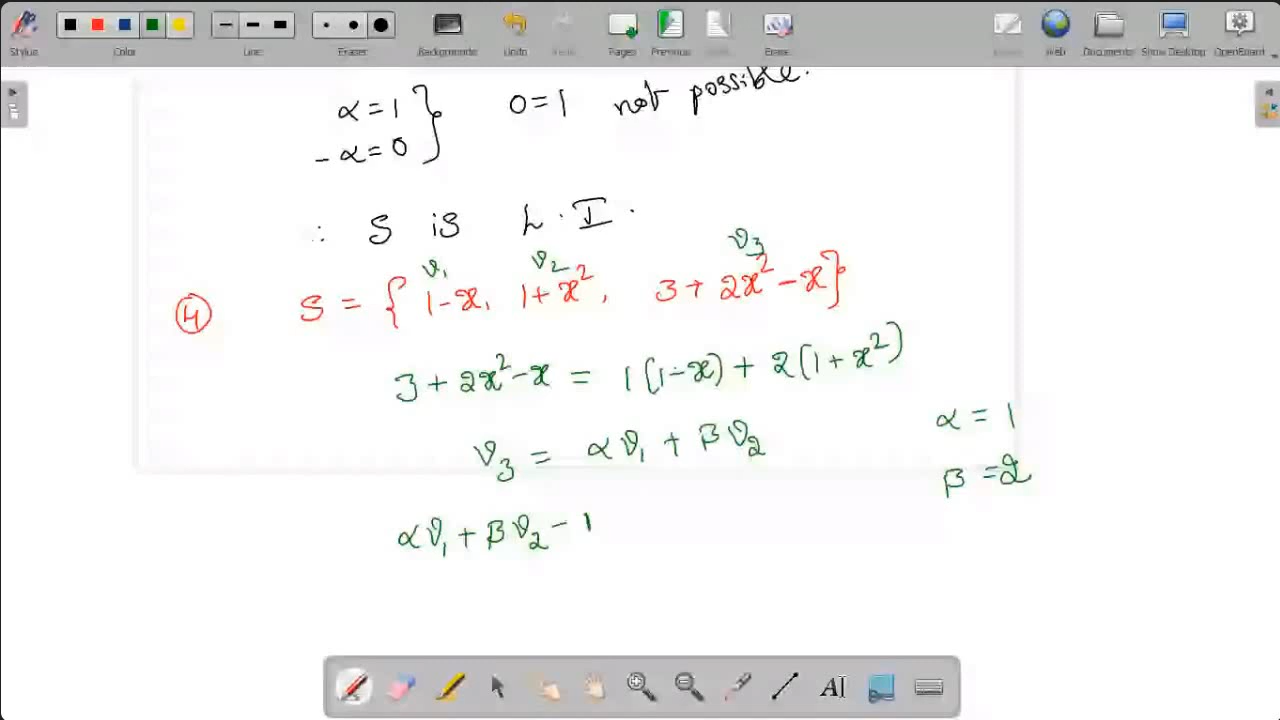 Stylus Color Line Eraser Backgrounds Undo Redo Pages Previous Erase Web Documents Show Desktop OpenBoard
α = 1 } 0 = 1 not possible.
- α = 0
∴ S is L.I.
v₁ v₂ v₃
④ S = { 1 - x, 1 + x², 3 + 2x² - x }
3 + 2x² - x = 1(1 - x) + 2(1 + x²)
α = 1
v₃ = αv₁ + βv₂
β = 2
αv₁ + βv₂ - 1
AI